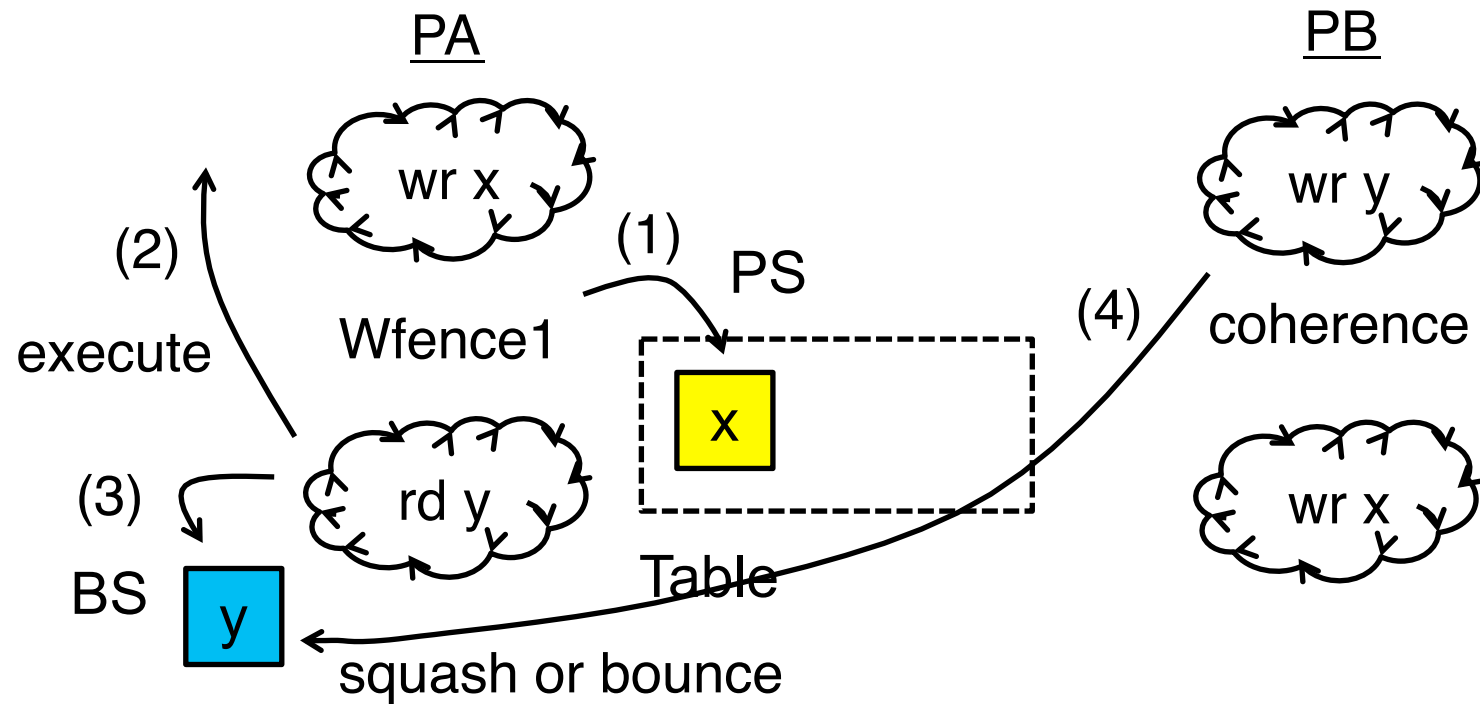 PA
PB
wr x
wr y
(1)
(2)
PS
(4)
execute
Wfence1
coherence
x
(3)
rd y
wr x
BS
y
Table
squash or bounce